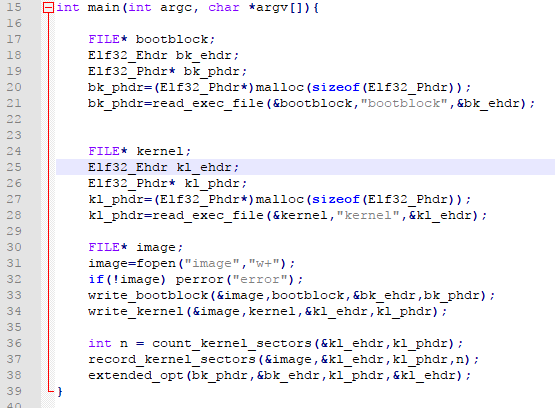 15 int main(int argc, char *argv[]){
16
17 FILE* bootblock;
18 Elf32_Ehdr bk_ehdr;
19 Elf32_Phdr* bk_phdr;
20 bk_phdr=(Elf32_Phdr*)malloc(sizeof(Elf32_Phdr));
21 bk_phdr=read_exec_file(&bootblock,"bootblock",&bk_ehdr);
22
23
24 FILE* kernel;
25 Elf32_Ehdr kl_ehdr;
26 Elf32_Phdr* kl_phdr;
27 kl_phdr=(Elf32_Phdr*)malloc(sizeof(Elf32_Phdr));
28 kl_phdr=read_exec_file(&kernel,"kernel",&kl_ehdr);
29
30 FILE* image;
31 image=fopen("image","w+");
32 if(!image) perror("error");
33 write_bootblock(&image,bootblock,&bk_ehdr,bk_phdr);
34 write_kernel(&image,kernel,&kl_ehdr,kl_phdr);
35
36 int n = count_kernel_sectors(&kl_ehdr,kl_phdr);
37 record_kernel_sectors(&image,&kl_ehdr,kl_phdr,n);
38 extended_opt(bk_phdr,&bk_ehdr,kl_phdr,&kl_ehdr);
39 }
40